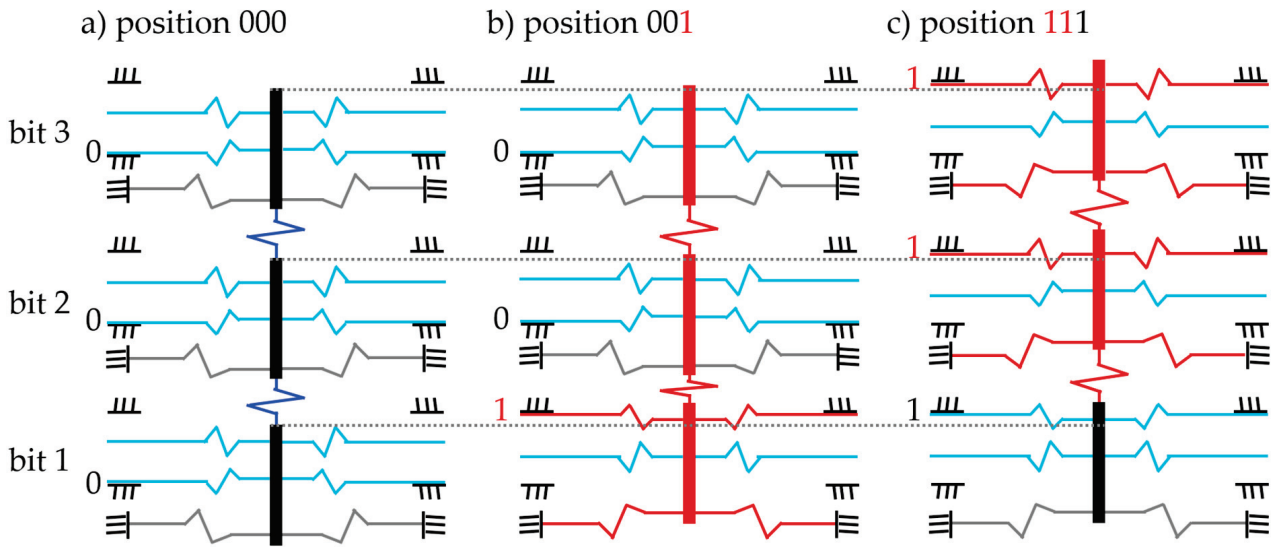 a) position 000
b) position 001
c) position 111
bit 3
0
0
1
bit 2
0
0
1
bit 1
0
1
1